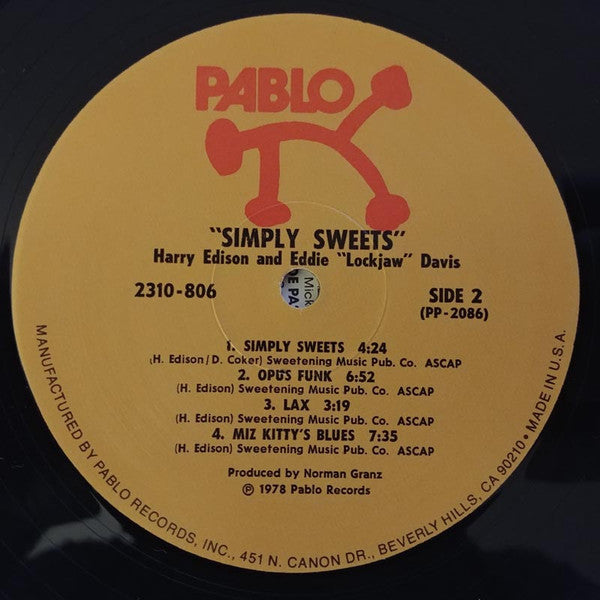 PABLO
"SIMPLY SWEETS"
Harry Edison and Eddie "Lockjaw" Davis
2310-806
SIDE 2
(PP-2086)
Mick
E PA
1. SIMPLY SWEETS 4:24
(H. Edison/D. Coker) Sweetening Music Pub. Co. ASCAP
2. OPUS FUNK 6:52
(H. Edison) Sweetening Music Pub. Co. ASCAP
3. LAX 3:19
(H. Edison) Sweetening Music Pub. Co. ASCAP
4. MIZ KITTY'S BLUES 7:35
(H. Edison) Sweetening Music Pub. Co. ASCAP
Produced by Norman Granz
℗ 1978 Pablo Records
MANUFACTURED BY PABLO RECORDS, INC., 451 N. CANON DR., BEVERLY HILLS, CA 90210 • MADE IN U.S.A.